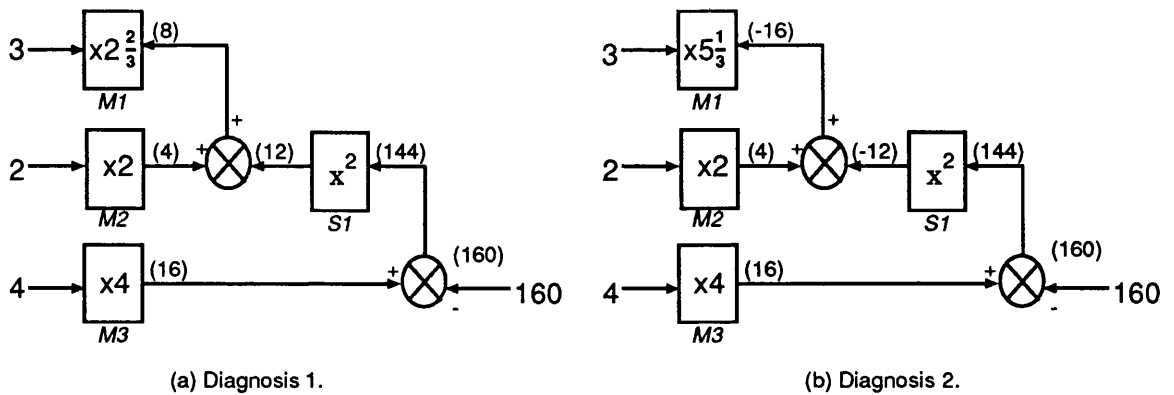 3 x2 2/3 (8)
M1
+
2 x2 (4) + (12) x² (144)
M2 S1
4 x4 (16) + (160) 160
M3 -
(a) Diagnosis 1.
3 x5 1/3 (-16)
M1
+
2 x2 (4) + (-12) x² (144)
M2 S1
4 x4 (16) + (160) 160
M3 -
(b) Diagnosis 2.